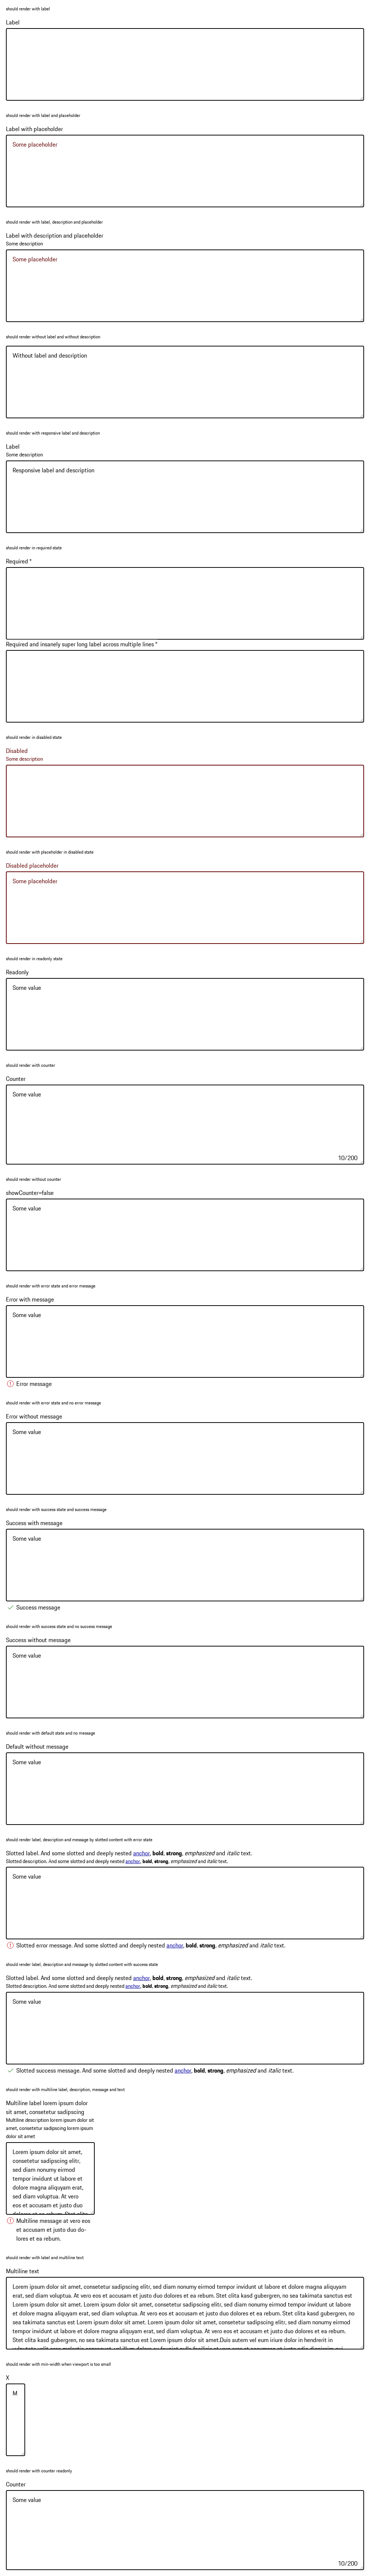 should render with label
Label
should render with label and placeholder
Label with placeholder
Some placeholder
should render with label, description and placeholder
Label with description and placeholder
Some description
Some placeholder
should render without label and without description
Without label and description
should render with responsive label and description
Label
Some description
Responsive label and description
should render in required state
Required *
Required and insanely super long label across multiple lines *
should render in disabled state
Disabled
Some description
should render with placeholder in disabled state
Disabled placeholder
Some placeholder
should render in readonly state
Readonly
Some value
should render with counter
Counter
Some value
10/200
should render without counter
showCounter=false
Some value
should render with error state and error message
Error with message
Some value
Error message
should render with error state and no error message
Error without message
Some value
should render with success state and success message
Success with message
Some value
Success message
should render with success state and no success message
Success without message
Some value
should render with default state and no message
Default without message
Some value
should render label, description and message by slotted content with error state
Slotted label. And some slotted and deeply nested anchor, bold, strong, emphasized and italic text.
Slotted description. And some slotted and deeply nested anchor, bold, strong, emphasized and italic text.
Some value
Slotted error message. And some slotted and deeply nested anchor, bold, strong, emphasized and italic text.
should render label, description and message by slotted content with success state
Slotted label. And some slotted and deeply nested anchor, bold, strong, emphasized and italic text.
Slotted description. And some slotted and deeply nested anchor, bold, strong, emphasized and italic text.
Some value
Slotted success message. And some slotted and deeply nested anchor, bold, strong, emphasized and italic text.
should render with multiline label, description, message and text
Multiline label lorem ipsum dolor
sit amet, consetetur sadipscing
Multiline description lorem ipsum dolor sit
amet, consetetur sadipscing lorem ipsum
dolor sit amet
Lorem ipsum dolor sit amet,
consetetur sadipscing elitr,
sed diam nonumy eirmod
tempor invidunt ut labore et
dolore magna aliquyam erat,
sed diam voluptua. At vero
eos et accusam et justo duo
dolores et ea rebum. Stet clita
Multiline message at vero eos
et accusam et justo duo do-
lores et ea rebum.
should render with label and multiline text
Multiline text
Lorem ipsum dolor sit amet, consetetur sadipscing elitr, sed diam nonumy eirmod tempor invidunt ut labore et dolore magna aliquyam
erat, sed diam voluptua. At vero eos et accusam et justo duo dolores et ea rebum. Stet clita kasd gubergren, no sea takimata sanctus est
Lorem ipsum dolor sit amet. Lorem ipsum dolor sit amet, consetetur sadipscing elitr, sed diam nonumy eirmod tempor invidunt ut labore
et dolore magna aliquyam erat, sed diam voluptua. At vero eos et accusam et justo duo dolores et ea rebum. Stet clita kasd gubergren, no
sea takimata sanctus est Lorem ipsum dolor sit amet. Lorem ipsum dolor sit amet, consetetur sadipscing elitr, sed diam nonumy eirmod
tempor invidunt ut labore et dolore magna aliquyam erat, sed diam voluptua. At vero eos et accusam et justo duo dolores et ea rebum.
Stet clita kasd gubergren, no sea takimata sanctus est Lorem ipsum dolor sit amet.Duis autem vel eum iriure dolor in hendrerit in
should render with min-width when viewport is too small
X
M
should render with counter readonly
Counter
Some value
10/200